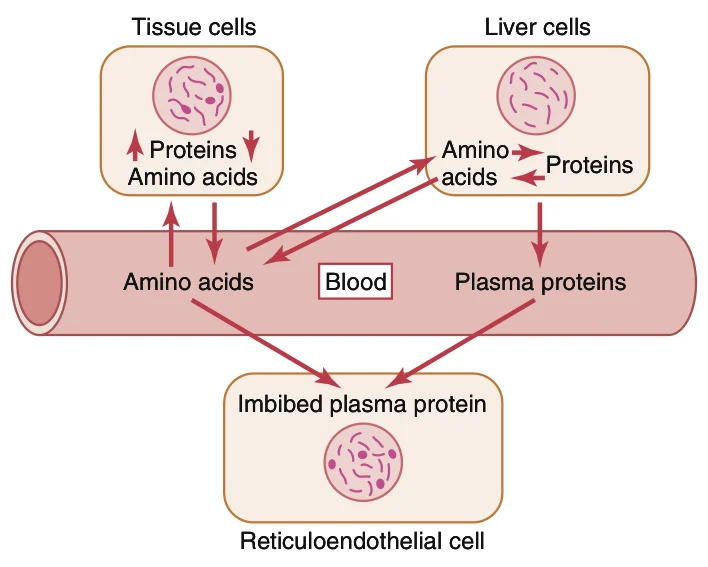 Tissue cells
Liver cells
Proteins
Amino acids
Amino
acids
Proteins
Amino acids
Blood
Plasma proteins
Imbibed plasma protein
Reticuloendothelial cell